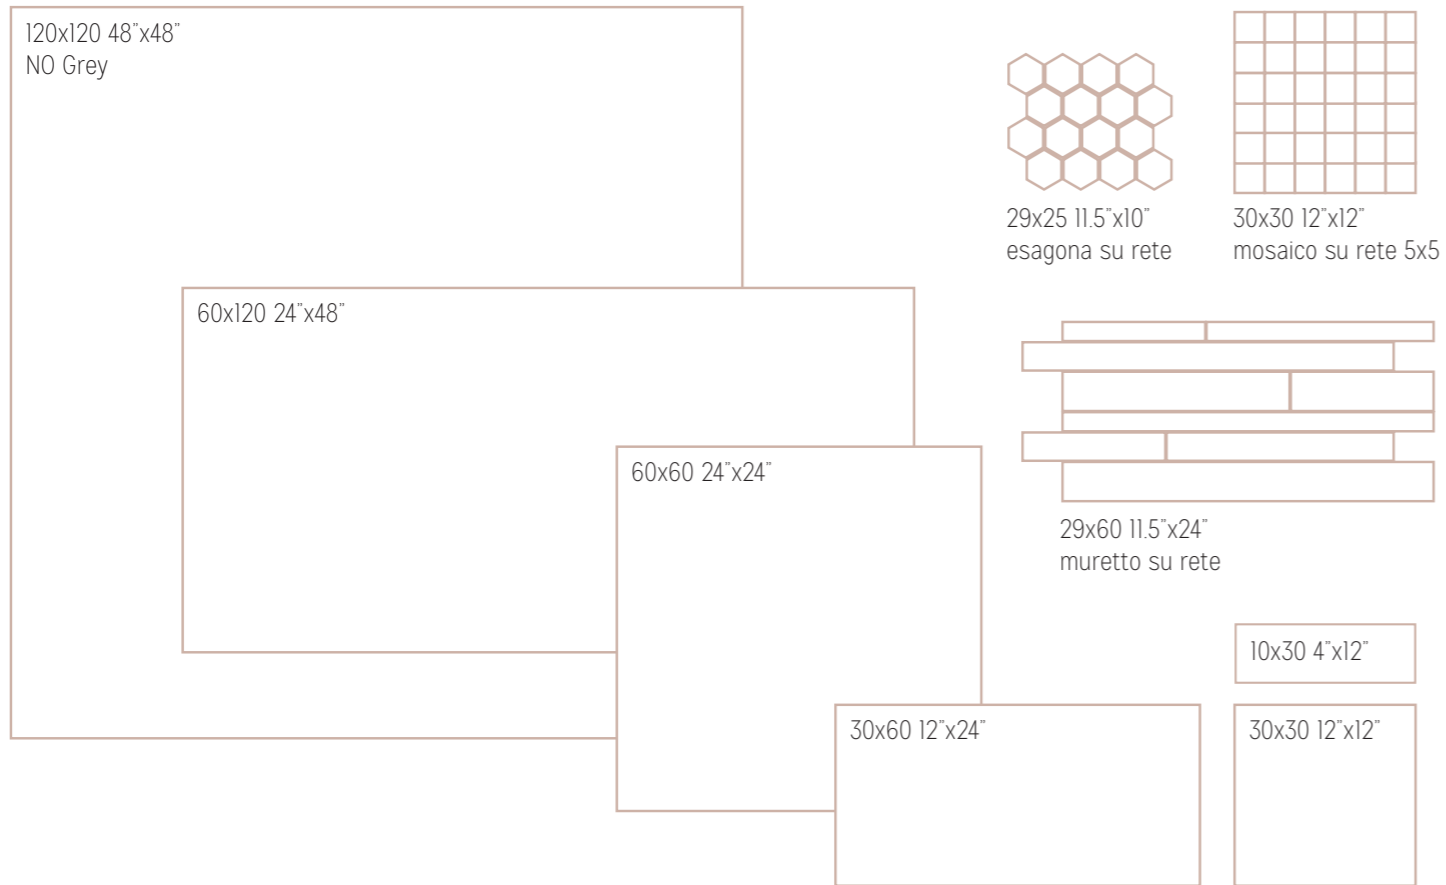 120x120 48"x48"
NO Grey
60x120 24"x48"
60x60 24"x24"
30x60 12"x24"
29x25 11.5"x10"
esagona su rete
30x30 12"x12"
mosaico su rete 5x5
29x60 11.5"x24"
muretto su rete
10x30 4"x12"
30x30 12"x12"